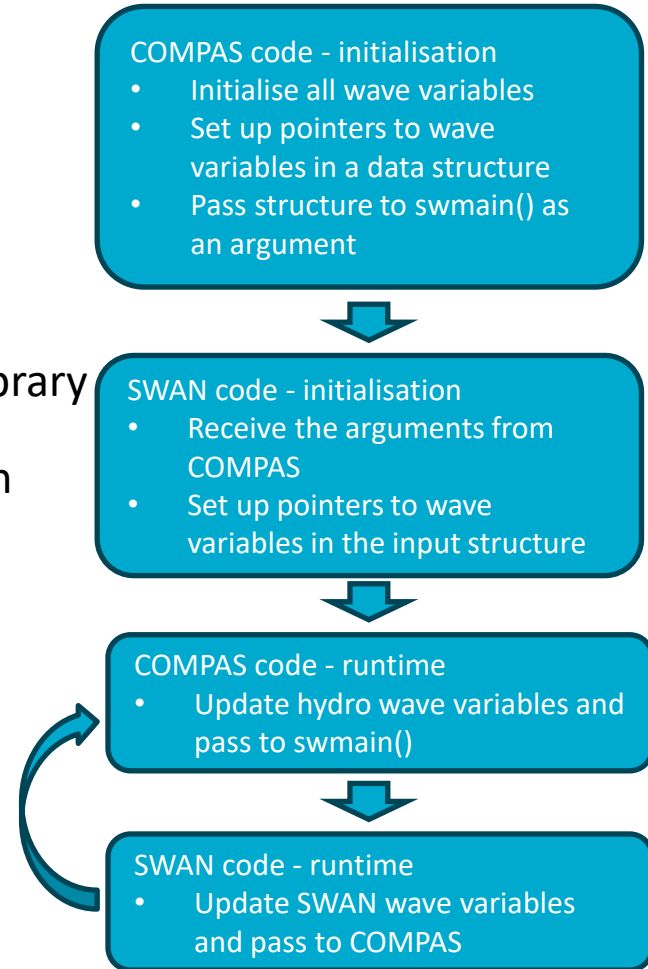 COMPAS code - initialisation
• Initialise all wave variables
• Set up pointers to wave
variables in a data structure
• Pass structure to swmain() as
an argument
SWAN code - initialisation
• Receive the arguments from
COMPAS
• Set up pointers to wave
variables in the input structure
COMPAS code - runtime
• Update hydro wave variables and
pass to swmain()
SWAN code - runtime
• Update SWAN wave variables
and pass to COMPAS